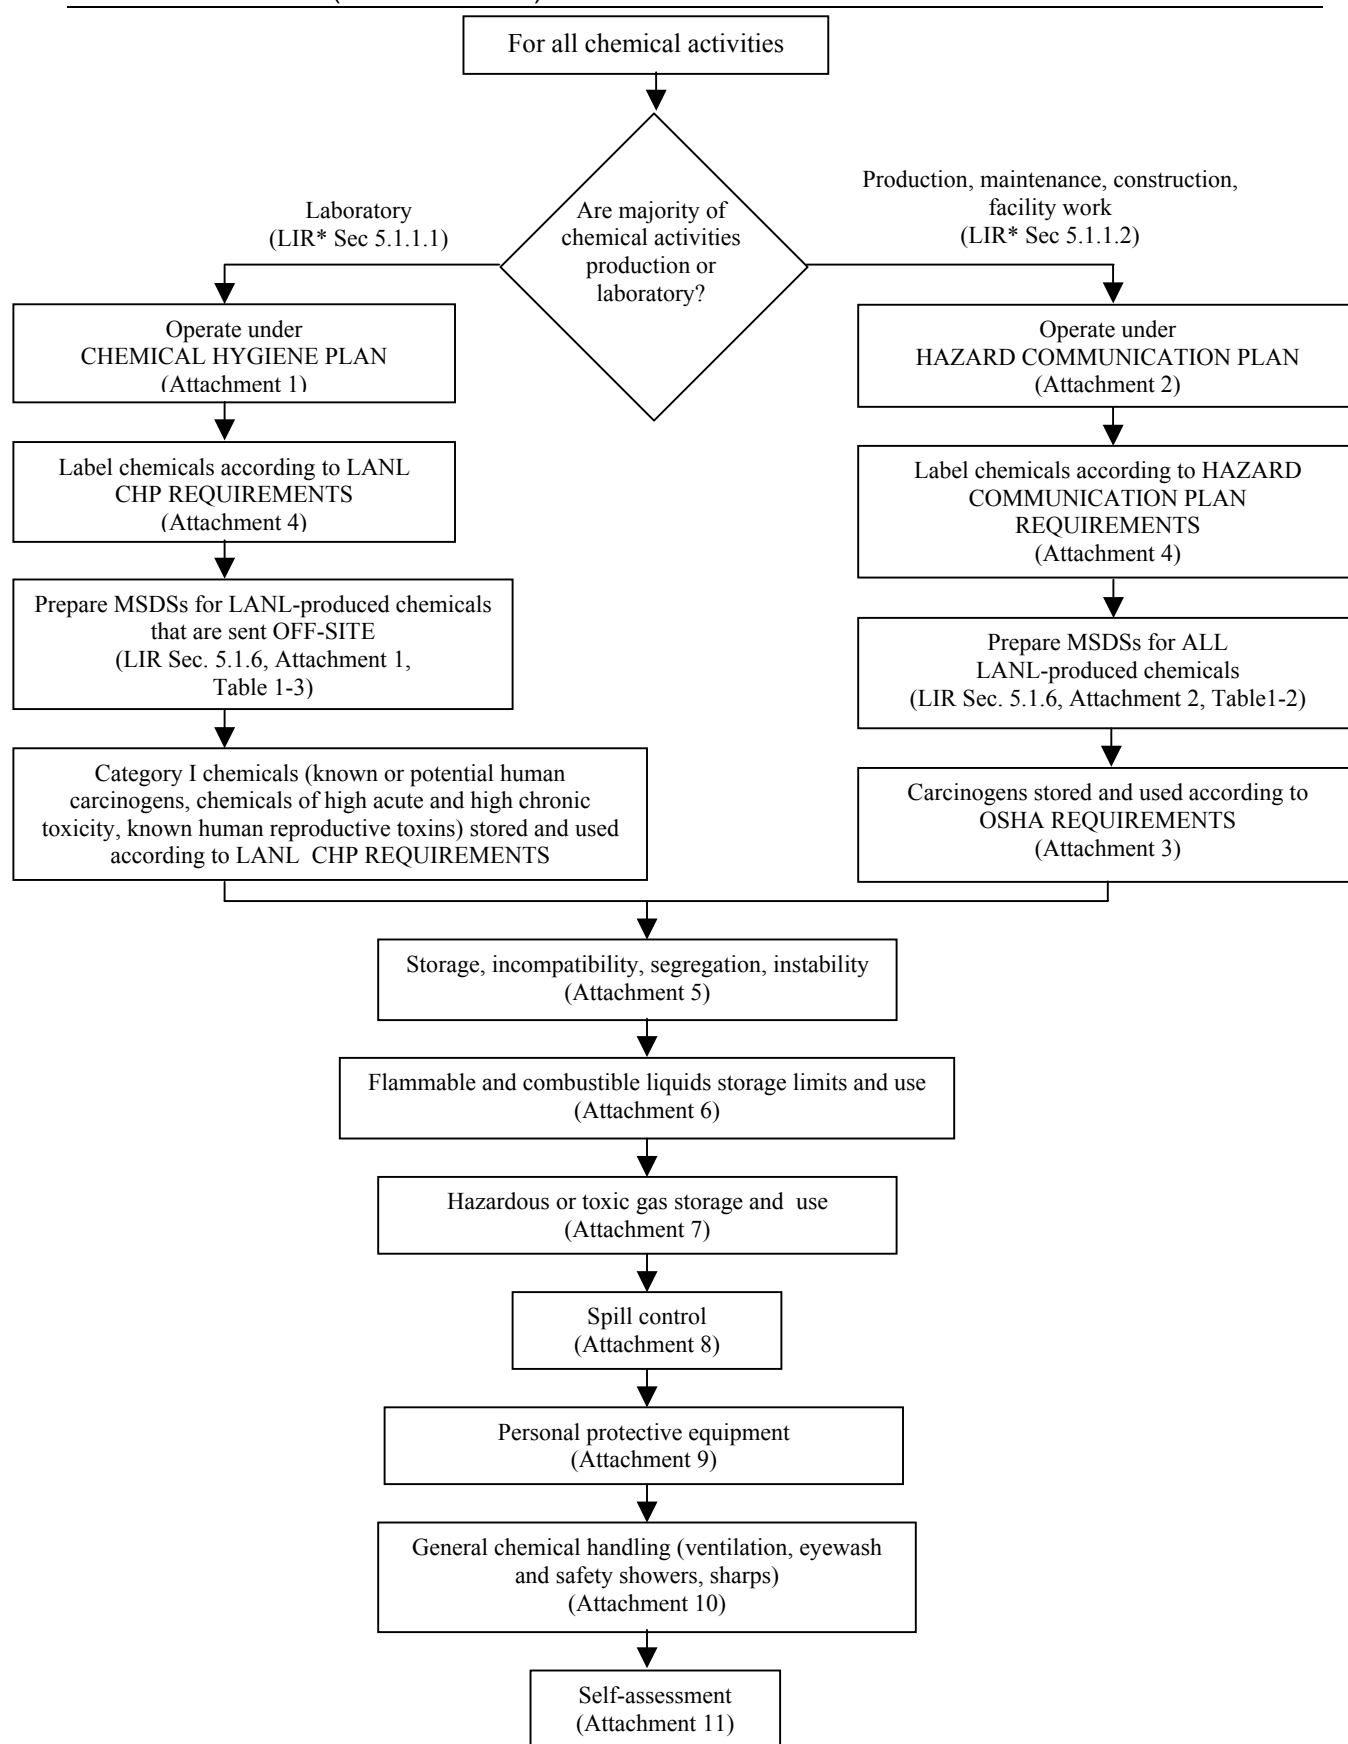 For all chemical activities
Are majority of
chemical activities
production or
laboratory?
Laboratory
(LIR* Sec 5.1.1.1)
Production, maintenance, construction,
facility work
(LIR* Sec 5.1.1.2)
Operate under
CHEMICAL HYGIENE PLAN
(Attachment 1)
Label chemicals according to LANL
CHP REQUIREMENTS
(Attachment 4)
Prepare MSDSs for LANL-produced chemicals
that are sent OFF-SITE
(LIR Sec. 5.1.6, Attachment 1,
Table 1-3)
Category I chemicals (known or potential human
carcinogens, chemicals of high acute and high chronic
toxicity, known human reproductive toxins) stored and used
according to LANL CHP REQUIREMENTS
Operate under
HAZARD COMMUNICATION PLAN
(Attachment 2)
Label chemicals according to HAZARD
COMMUNICATION PLAN
REQUIREMENTS
(Attachment 4)
Prepare MSDSs for ALL
LANL-produced chemicals
(LIR Sec. 5.1.6, Attachment 2, Table1-2)
Carcinogens stored and used according to
OSHA REQUIREMENTS
(Attachment 3)
Storage, incompatibility, segregation, instability
(Attachment 5)
Flammable and combustible liquids storage limits and use
(Attachment 6)
Hazardous or toxic gas storage and use
(Attachment 7)
Spill control
(Attachment 8)
Personal protective equipment
(Attachment 9)
General chemical handling (ventilation, eyewash
and safety showers, sharps)
(Attachment 10)
Self-assessment
(Attachment 11)